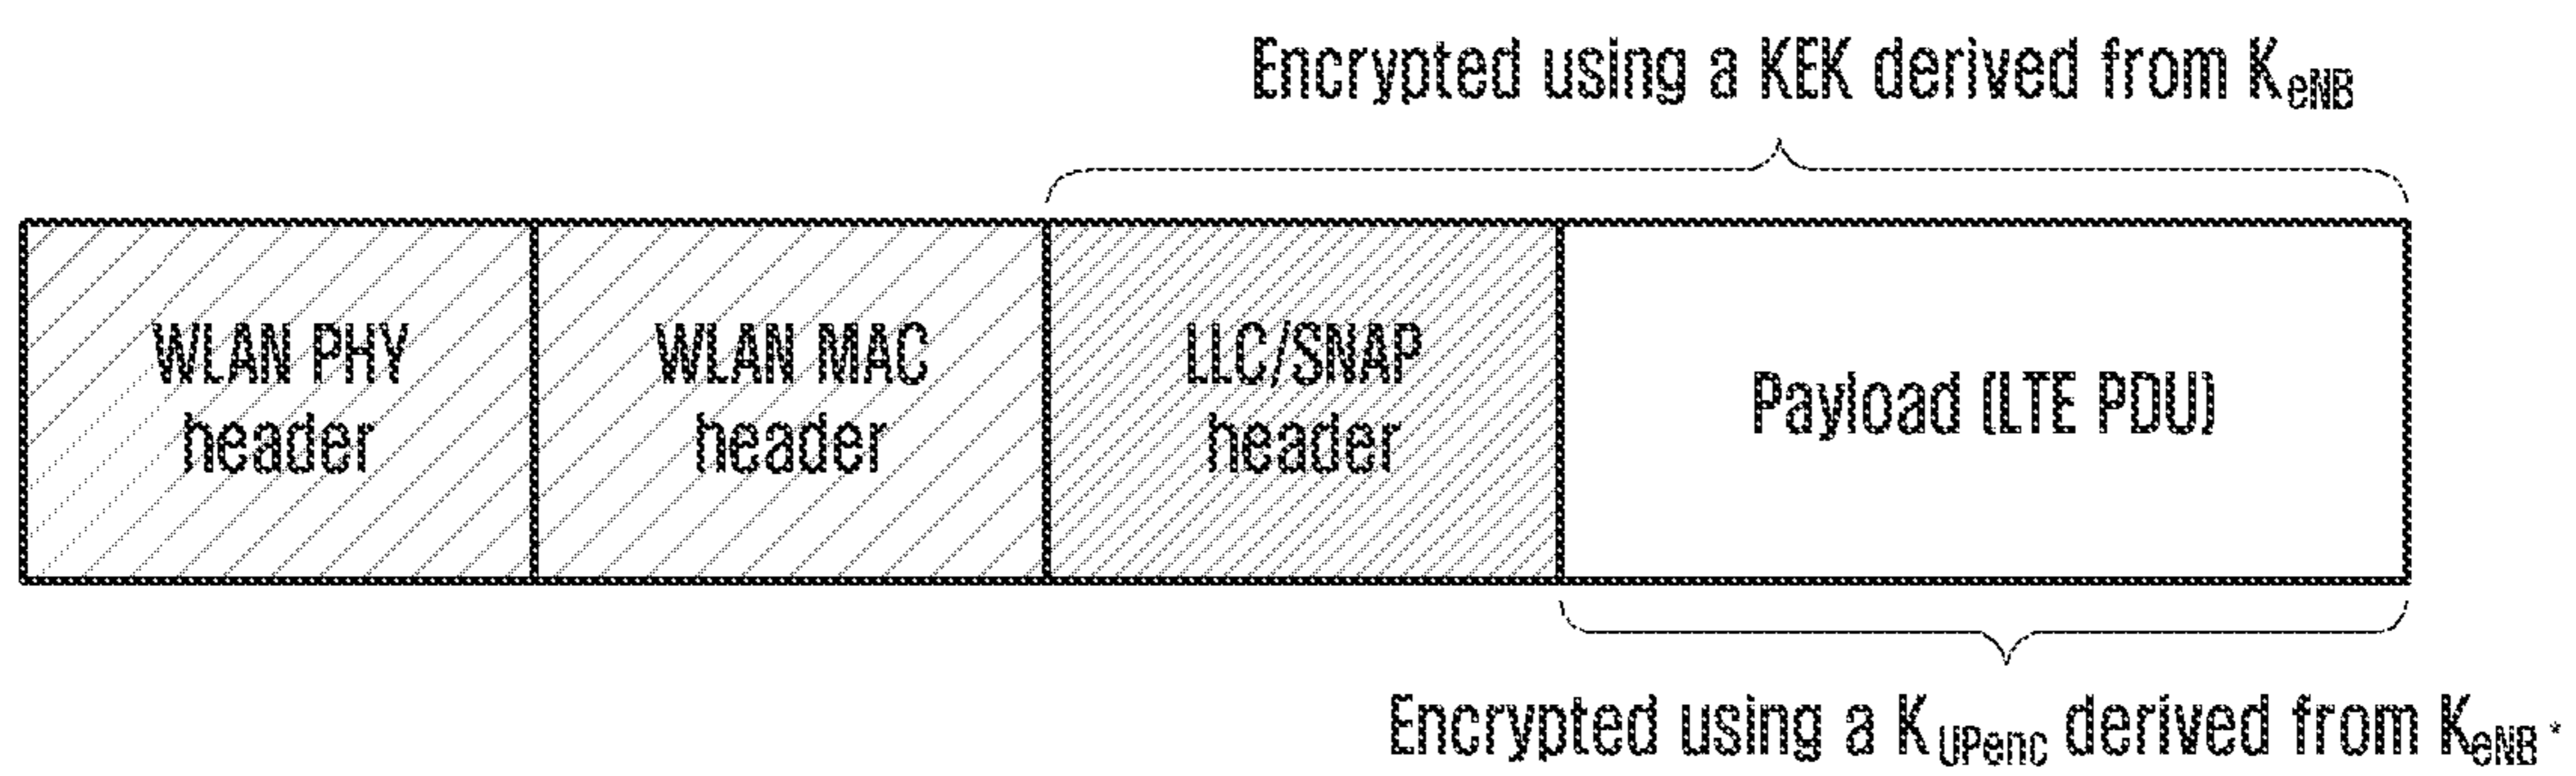 Encrypted using a KEK derived from KeNB
WLAN PHY
header
WLAN MAC
header
LLC/SNAP
header
Payload (LTE PDU)
Encrypted using a KUPenc derived from KeNB*